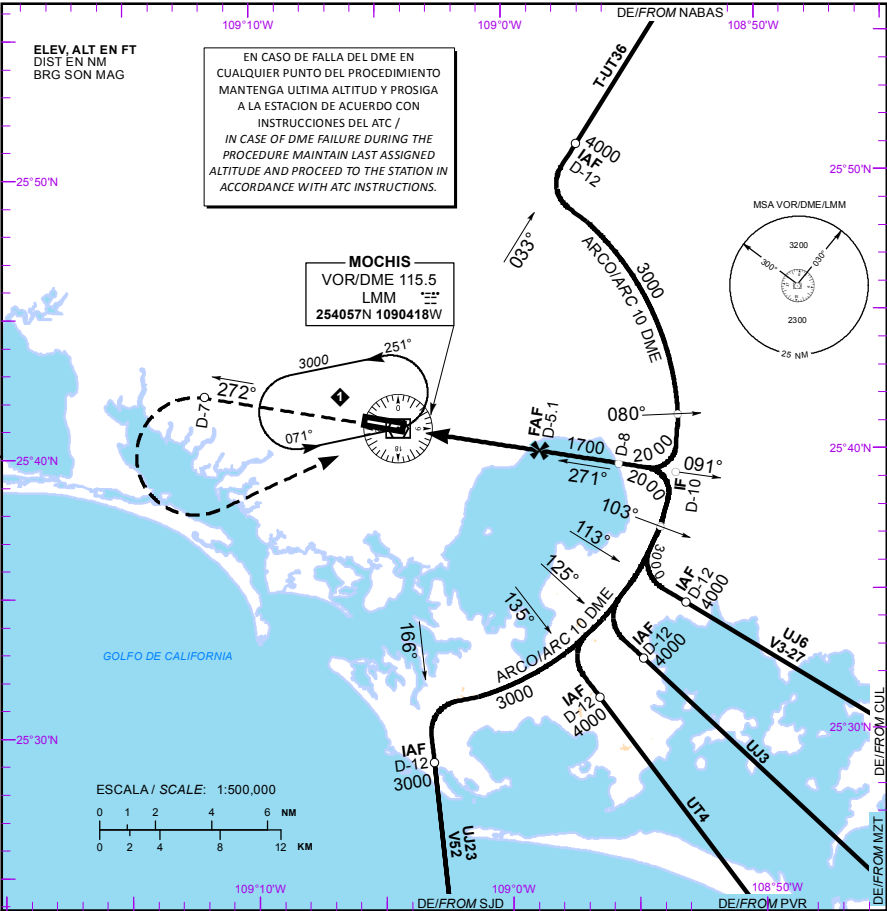 DE/FROM NABAS
109°10'W
109°0'W
108°50'W
ELEV, ALT EN FT
DIST EN NM
BRG SON MAG
EN CASO DE FALLA DEL DME EN
CUALQUIER PUNTO DEL PROCEDIMIENTO
MANTENGA ULTIMA ALTITUD Y PROSIGA
A LA ESTACION DE ACUERDO CON
INSTRUCCIONES DEL ATC /
IN CASE OF DME FAILURE DURING THE
PROCEDURE MAINTAIN LAST ASSIGNED
ALTITUDE AND PROCEED TO THE STATION IN
ACCORDANCE WITH ATC INSTRUCTIONS.
T-UT36
4000
IAF
D-12
25°50'N
25°50'N
MSA VOR/DME/LMM
3200
300°
030°
2300
25 NM
033°
ARCO/ARC 10 DME
3000
MOCHIS
VOR/DME 115.5
LMM
254057N 1090418W
251°
3000
272°
D-7
1
071°
0
18
FAF
D-5.1
080°
1700
D-8
2000
271°
2000
091°
IF
D-10
25°40'N
25°40'N
103°
113°
3000
125°
135°
IAF
D-12
4000
166°
ARCO/ARC 10 DME
3000
IAF
D-12
4000
UJ6
V3-27
GOLFO DE CALIFORNIA
IAF
D-12
4000
DE/FROM CUL
25°30'N
25°30'N
IAF
D-12
3000
UJ3
UT4
UJ23
V52
ESCALA / SCALE: 1:500,000
0 1 2 4 6 NM
0 2 4 8 12 KM
DE/FROM MZT
109°10'W
109°0'W
108°50'W
DE/FROM SJD
DE/FROM PVR